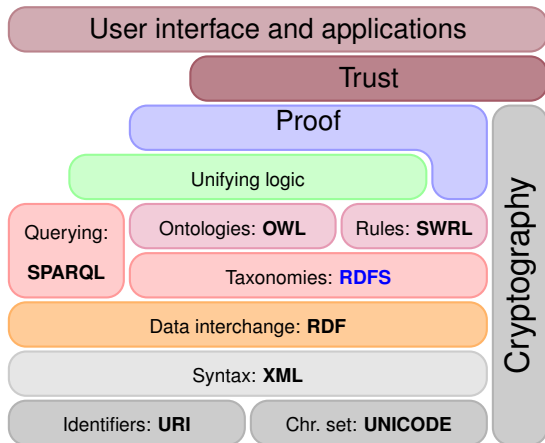 User interface and applications
Trust
Proof
Unifying logic
Querying:
SPARQL
Ontologies: OWL
Rules: SWRL
Taxonomies: RDFS
Data interchange: RDF
Syntax: XML
Identifiers: URI
Chr. set: UNICODE
Cryptography